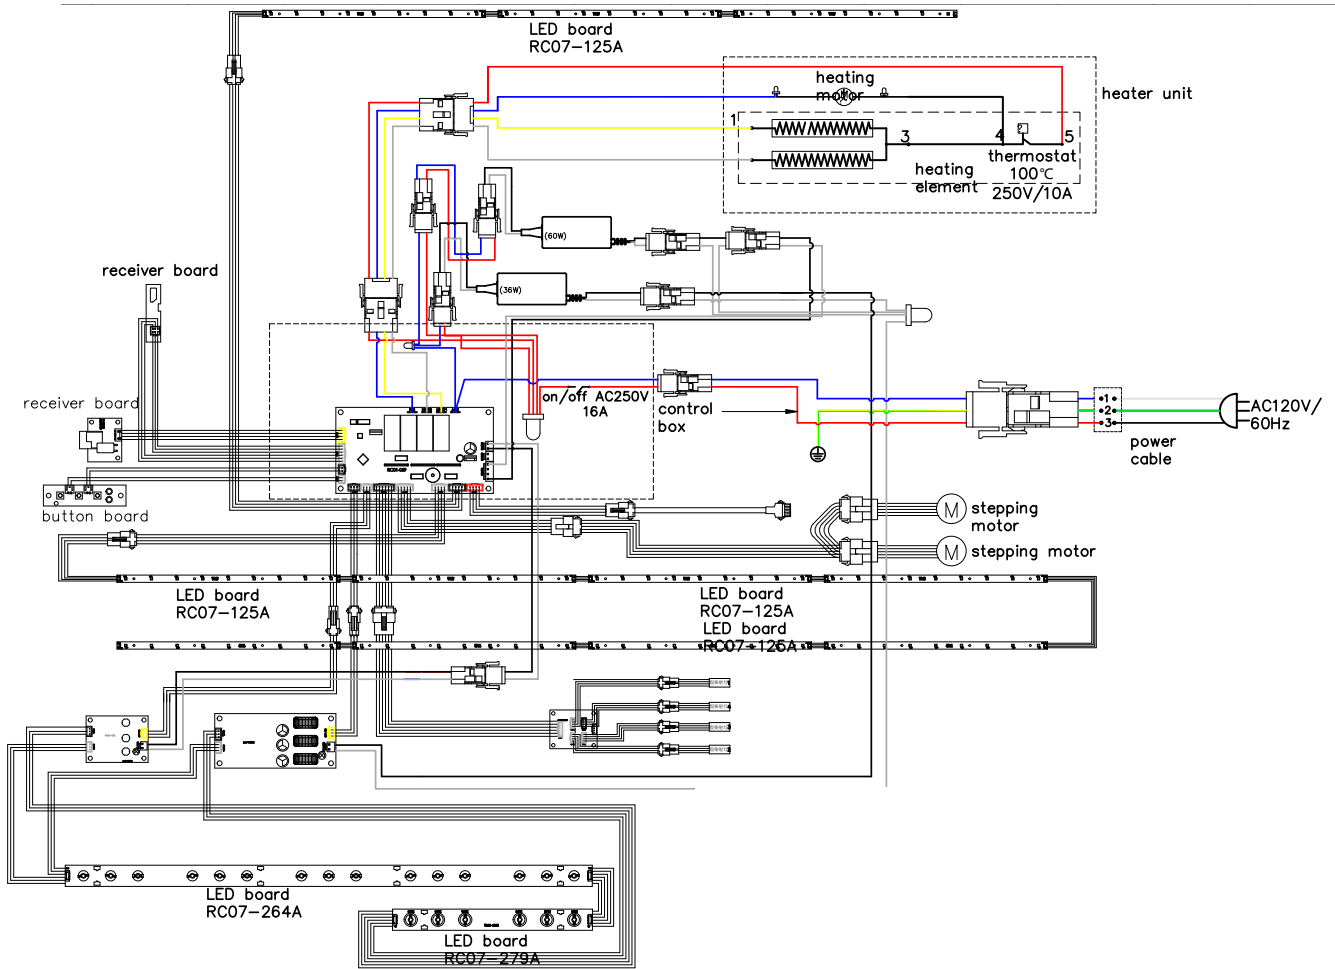 LED board
RC07-125A
heating
motor
heater unit
1
3
4
5
thermostat
100℃
250V/10A
heating
element
(60W)
(36W)
receiver board
on/off AC250V
16A
control
box
1
2
3
AC120V/
60Hz
power
cable
receiver board
button board
M
stepping
motor
M
stepping motor
LED board
RC07-125A
LED board
RC07-125A
LED board
RC07-126A
LED board
RC07-264A
LED board
RC07-279A